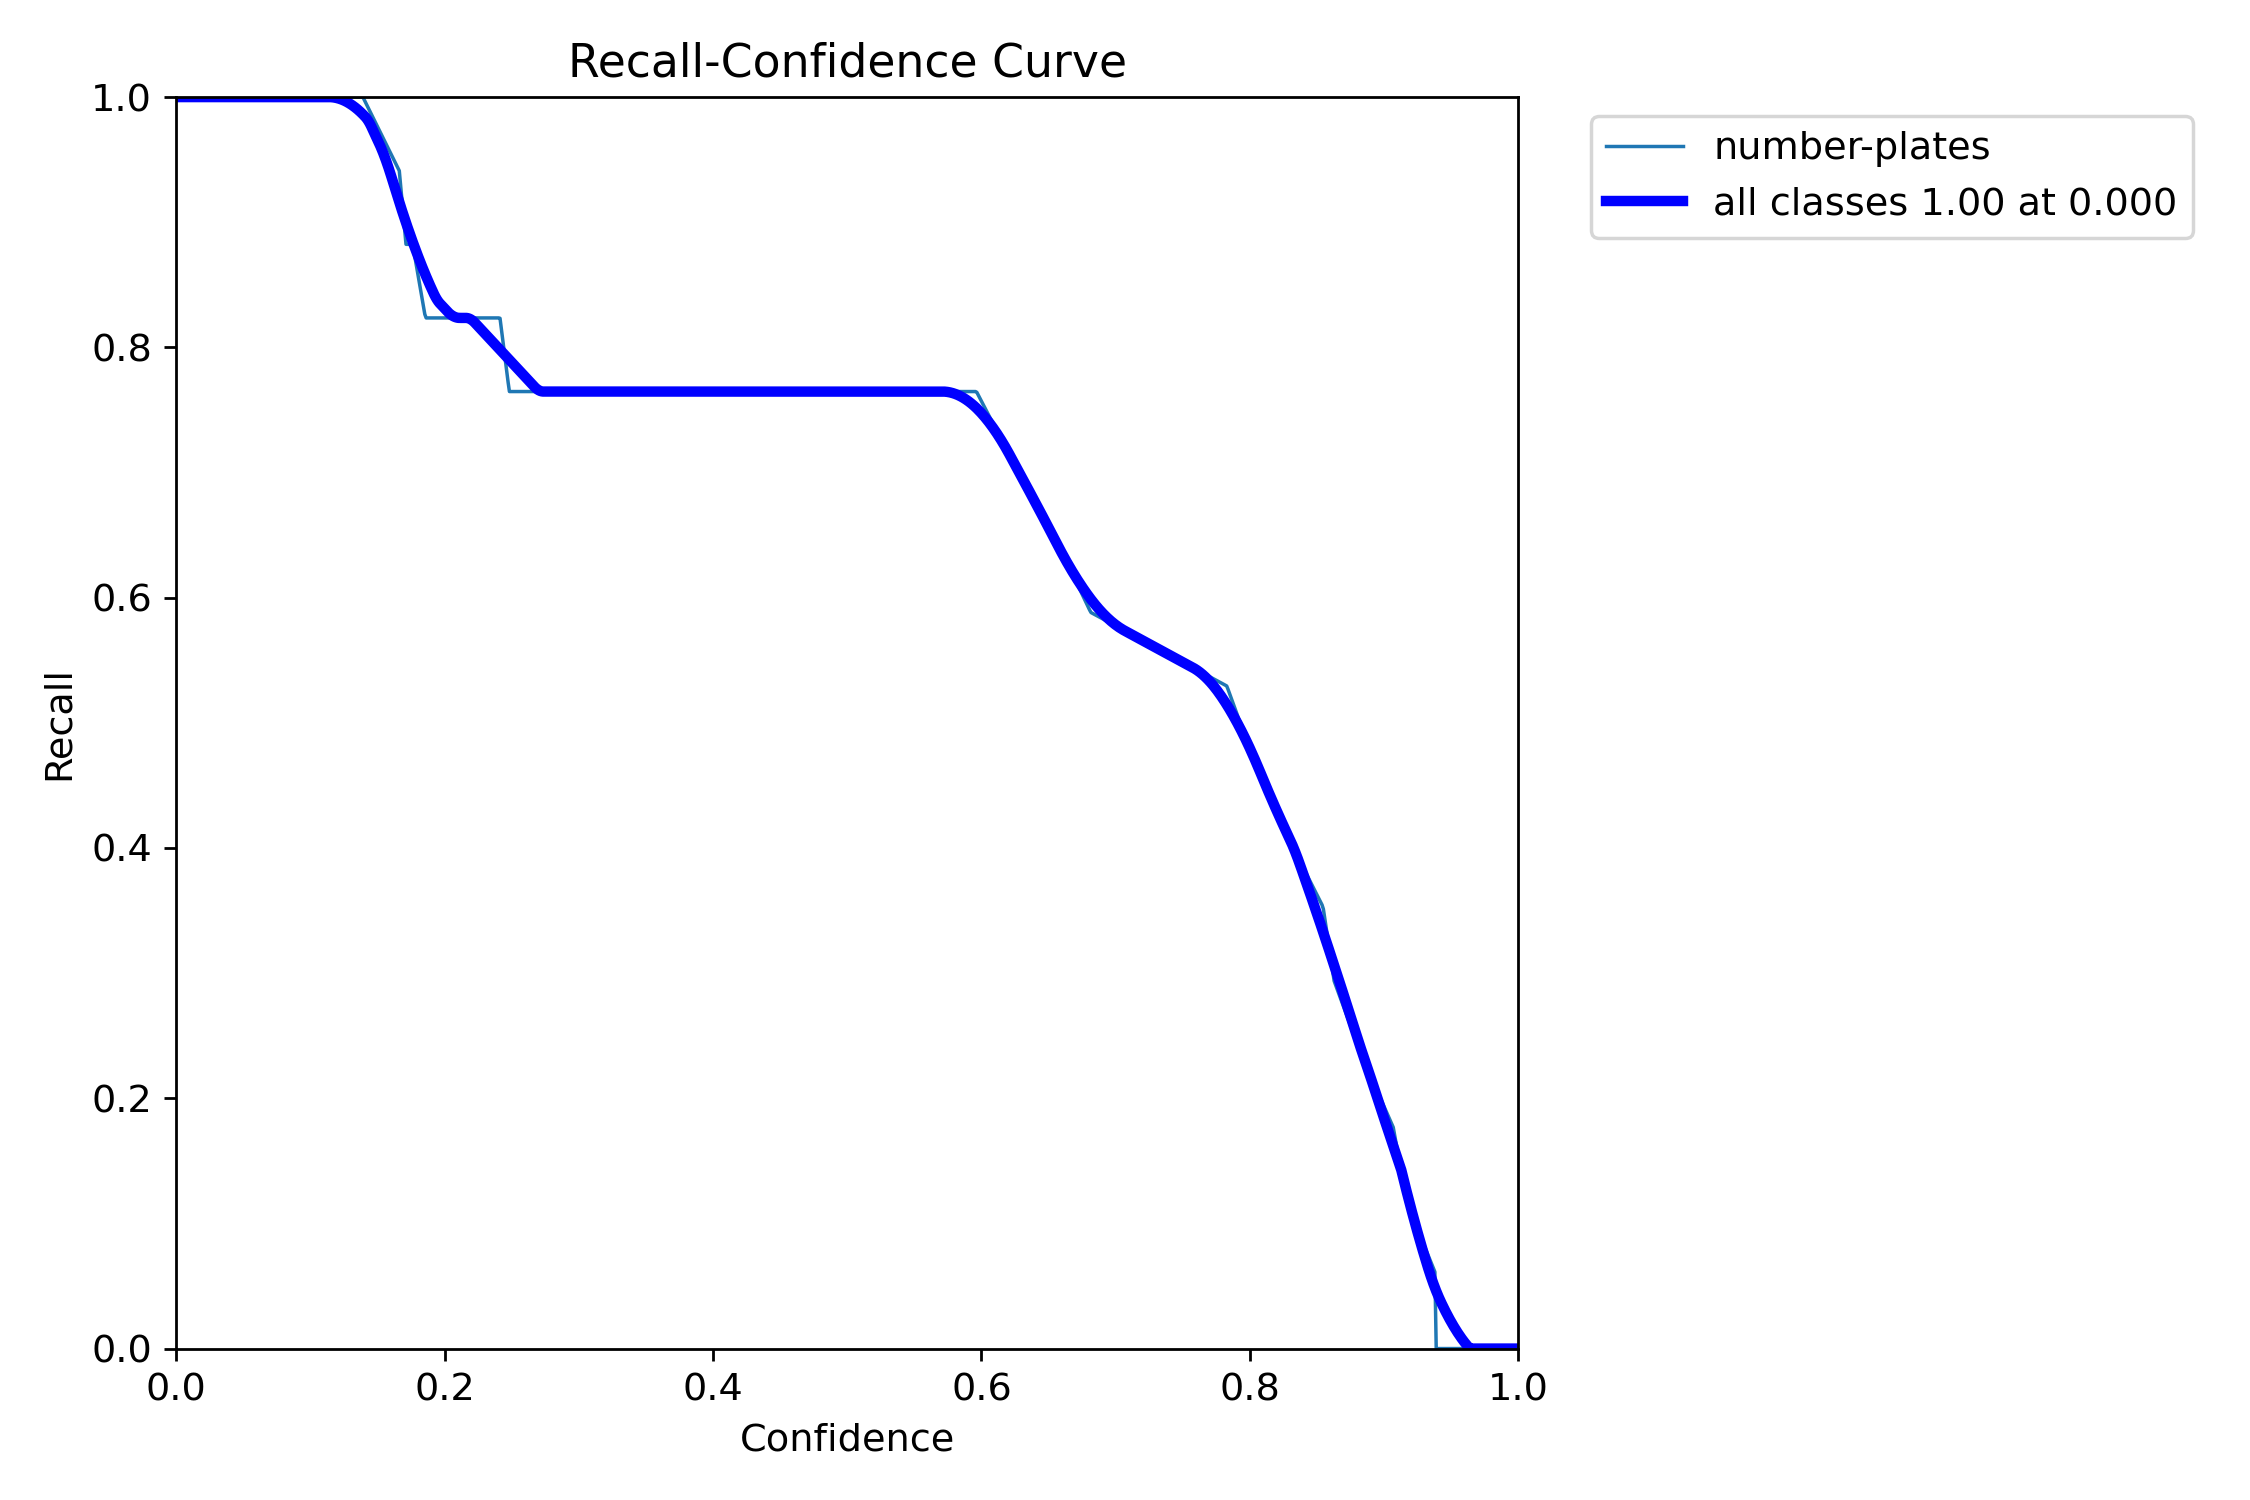 Recall-Confidence Curve
number-plates
all classes 1.00 at 0.000
1.0
0.8
0.6
0.4
0.2
0.0
Recall
0.0 0.2 0.4 0.6 0.8 1.0
Confidence